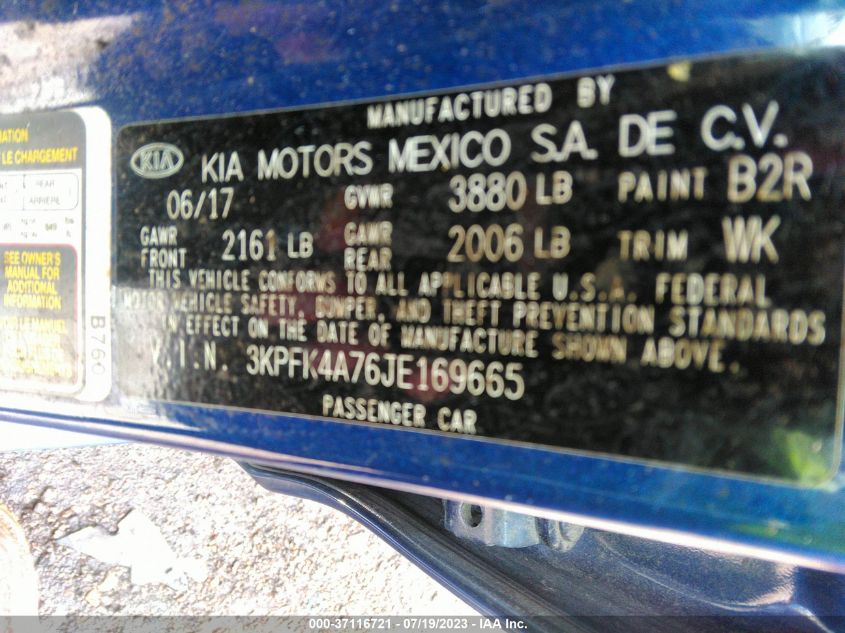 MANUFACTURED BY
KIA KIA MOTORS MEXICO S.A. DE C.V.
06/17 GVWR 3880 LB PAINT B2R
GAWR FRONT 2161 LB GAWR REAR 2006 LB TRIM WK
THIS VEHICLE CONFORMS TO ALL APPLICABLE U.S.A. FEDERAL
MOTOR VEHICLE SAFETY, BUMPER, AND THEFT PREVENTION STANDARDS
IN EFFECT ON THE DATE OF MANUFACTURE SHOWN ABOVE.
V.I.N. 3KPFK4A76JE169665
PASSENGER CAR
LE CHARGEMENT
REAR
ARRIERE
SEE OWNER'S
MANUAL FOR
ADDITIONAL
INFORMATION
B760
000-37116721 - 07/19/2023 - IAA Inc.